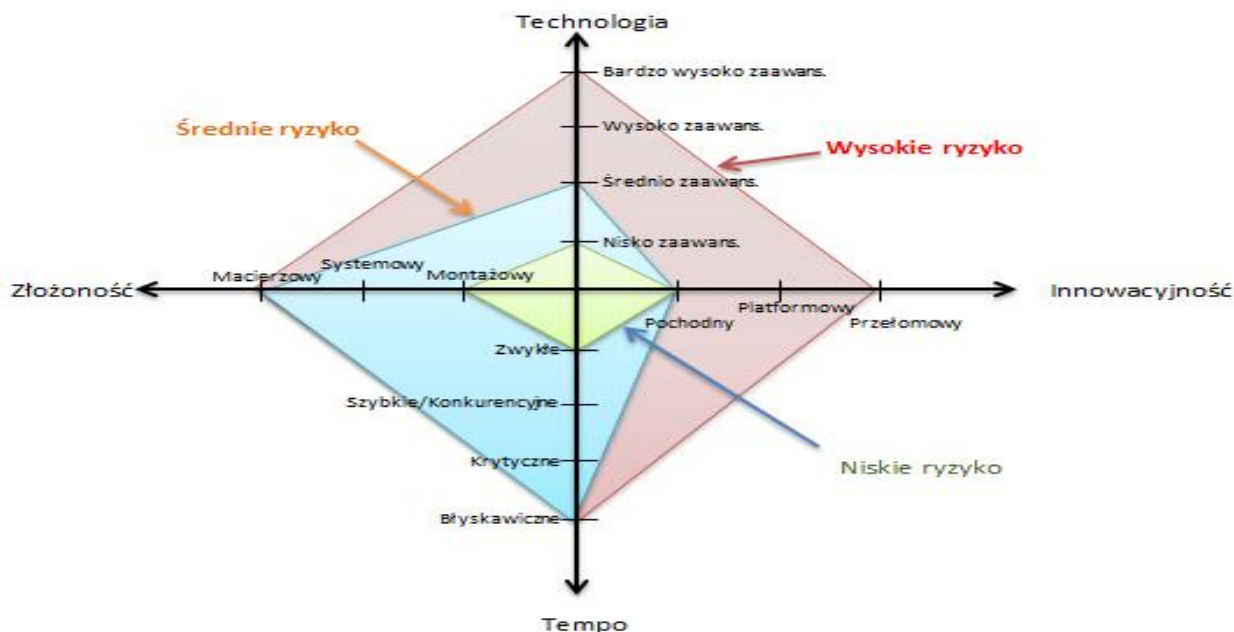 Technologia
Bardzo wysoko zaawans.
Średnie ryzyko
Wysoko zaawans.
Wysokie ryzyko
Średnio zaawans.
Nisko zaawans.
Systemowy
Macierzowy
Montażowy
Złożoność
Innowacyjność
Platformowy
Pochodny
Przełomowy
Zwykłe
Szybkie/Konkurencyjne
Krytyczne
Niskie ryzyko
Błyskawiczne
Tempo